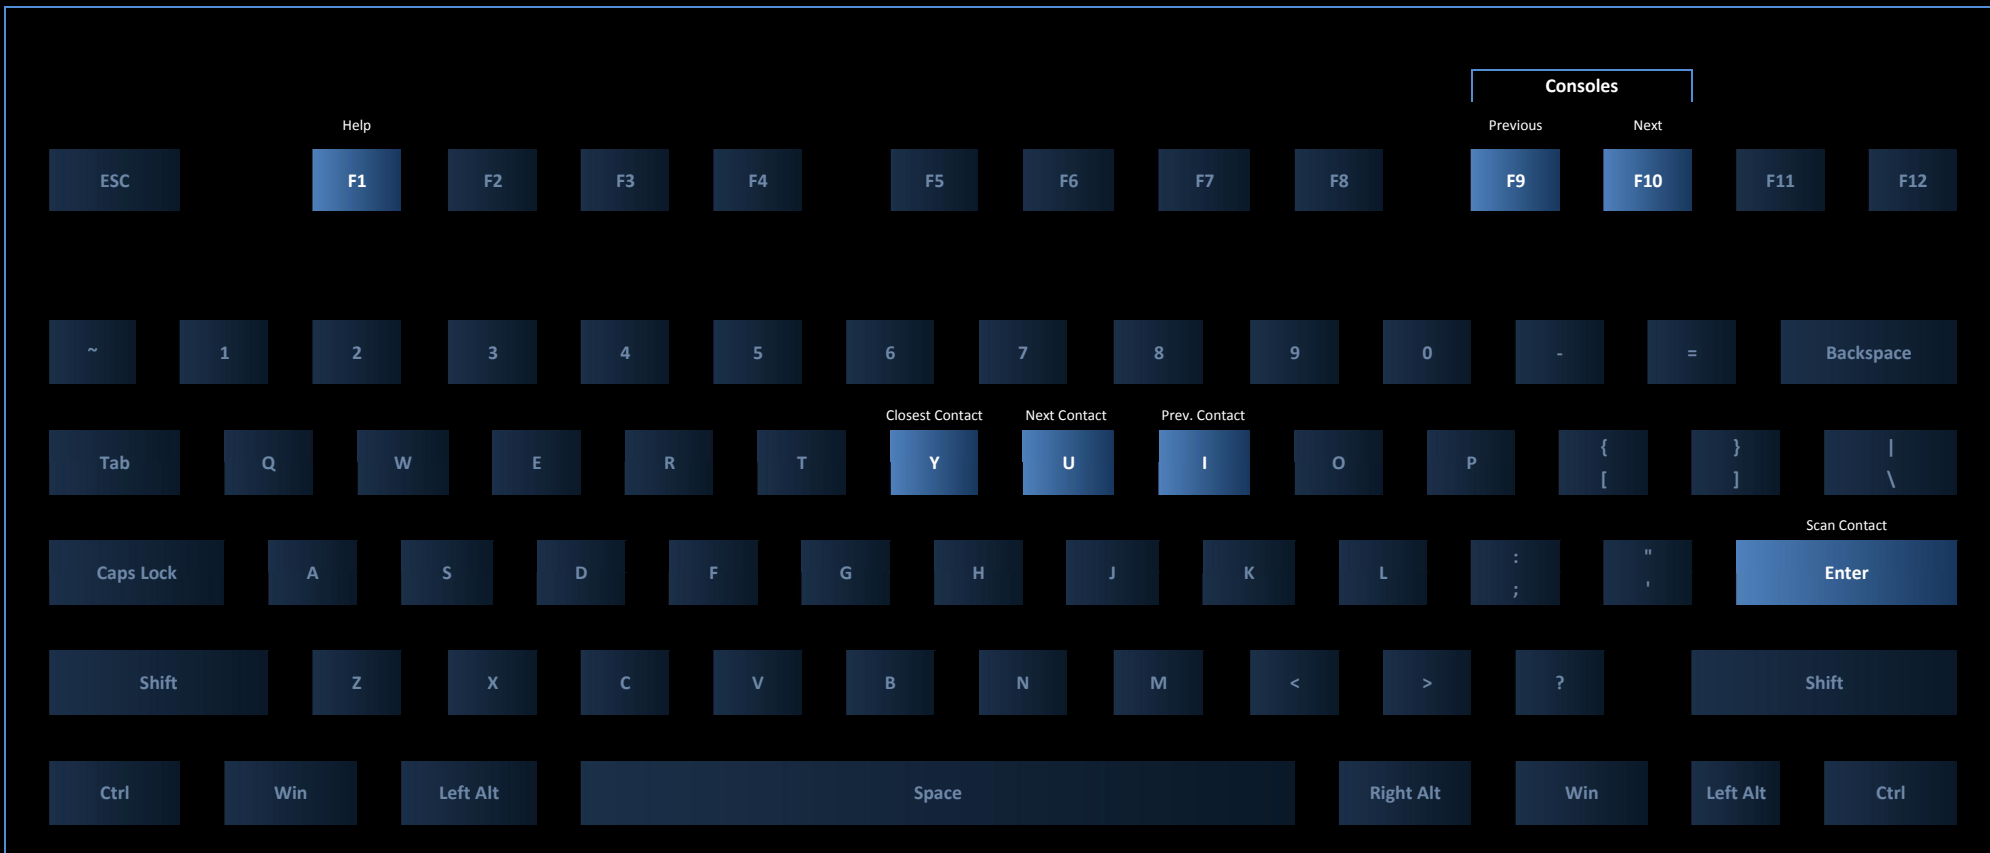 Consoles
Help Previous Next
ESC F1 F2 F3 F4 F5 F6 F7 F8 F9 F10 F11 F12
~ 1 2 3 4 5 6 7 8 9 0 - = Backspace
Closest Contact Next Contact Prev. Contact
Tab Q W E R T Y U I O P { [ } ] | \
Scan Contact
Caps Lock A S D F G H J K L : ; " ' Enter
Shift Z X C V B N M < > ? Shift
Ctrl Win Left Alt Space Right Alt Win Left Alt Ctrl